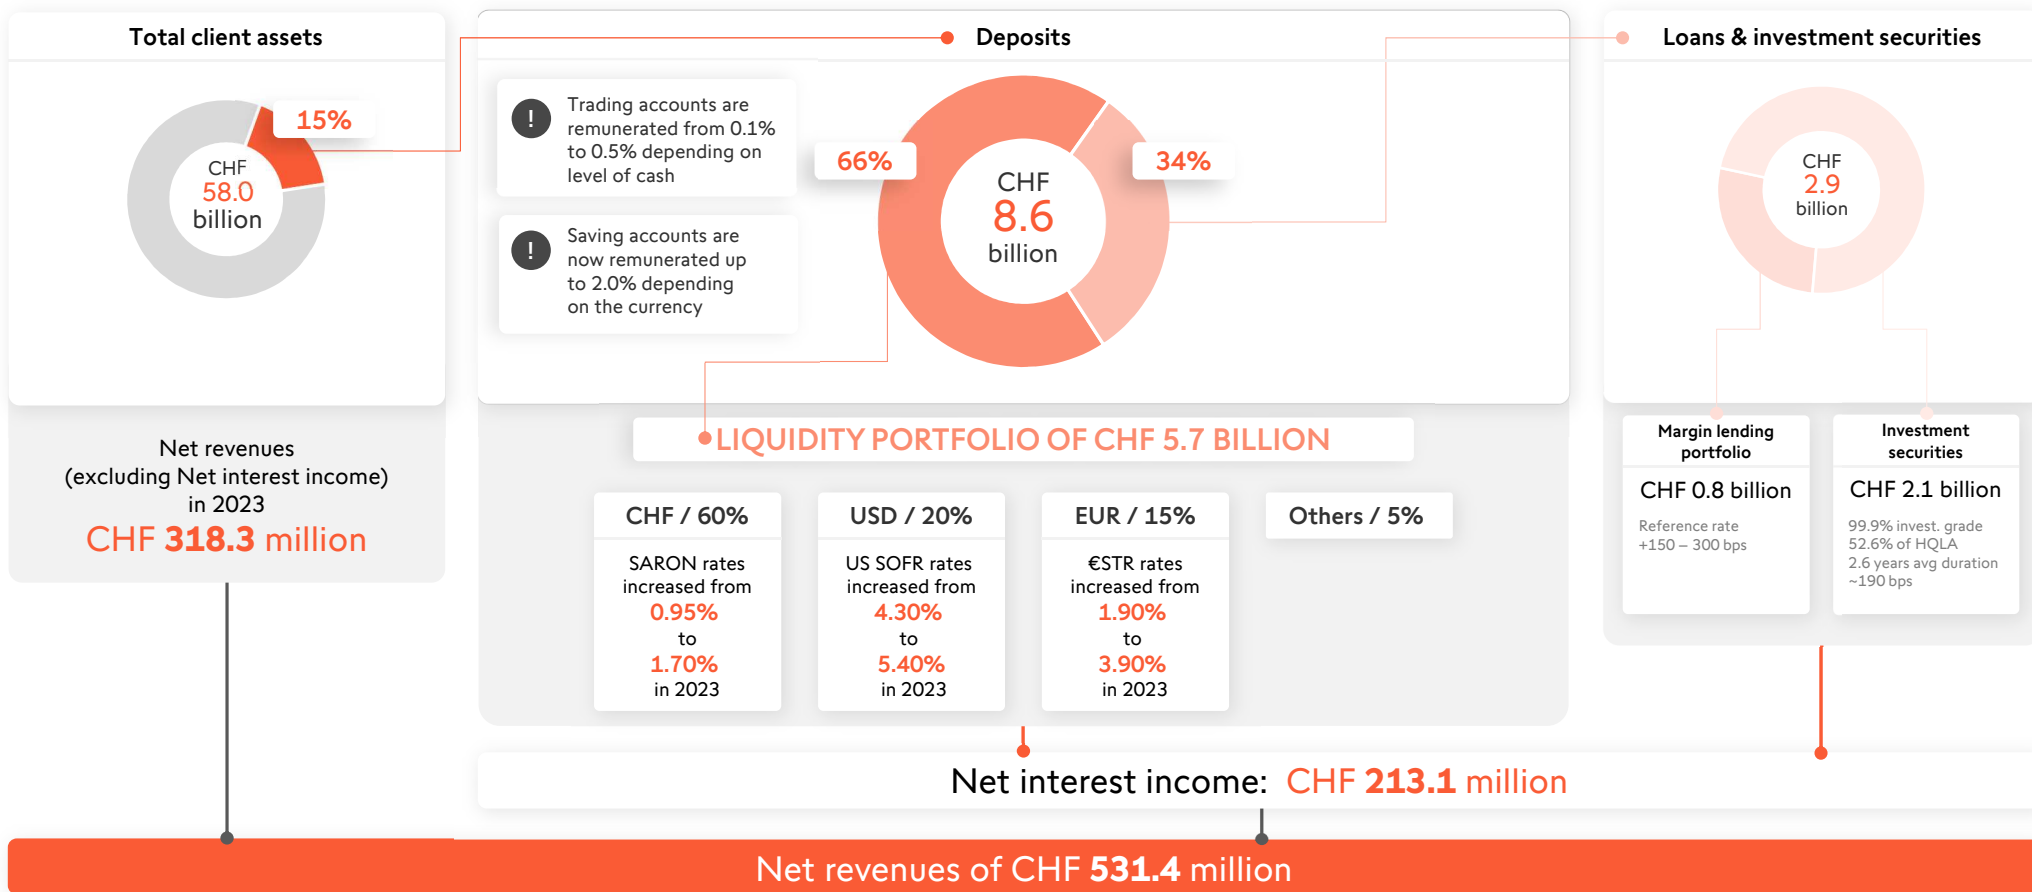 Total client assets
15%
CHF
58.0
billion
Net revenues
(excluding Net interest income)
in 2023
CHF 318.3 million
Deposits
!
Trading accounts are
remunerated from 0.1%
to 0.5% depending on
level of cash
!
Saving accounts are
now remunerated up
to 2.0% depending
on the currency
66%
34%
CHF
8.6
billion
LIQUIDITY PORTFOLIO OF CHF 5.7 BILLION
CHF / 60%
SARON rates
increased from
0.95%
to
1.70%
in 2023
USD / 20%
US SOFR rates
increased from
4.30%
to
5.40%
in 2023
EUR / 15%
€STR rates
increased from
1.90%
to
3.90%
in 2023
Others / 5%
Loans & investment securities
CHF
2.9
billion
Margin lending
portfolio
CHF 0.8 billion
Reference rate
+150 – 300 bps
Investment
securities
CHF 2.1 billion
99.9% invest. grade
52.6% of HQLA
2.6 years avg duration
~190 bps
Net interest income: CHF 213.1 million
Net revenues of CHF 531.4 million